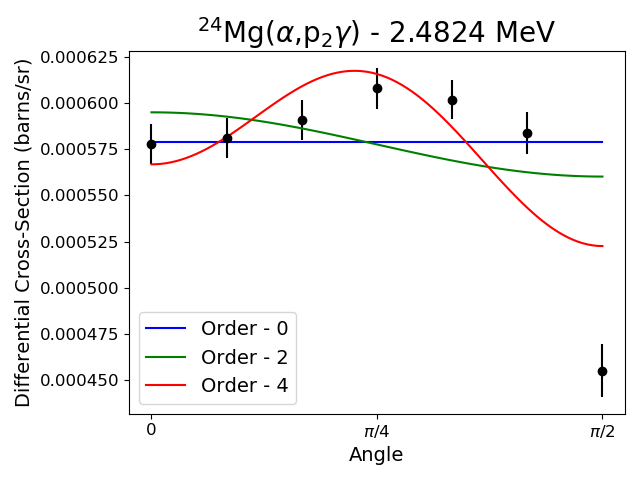 ²⁴Mg(α,p₂γ) - 2.4824 MeV
Differential Cross-Section (barns/sr)
0.000625
0.000600
0.000575
0.000550
0.000525
0.000500
0.000475
0.000450
Order - 0
Order - 2
Order - 4
0 π/4 π/2
Angle